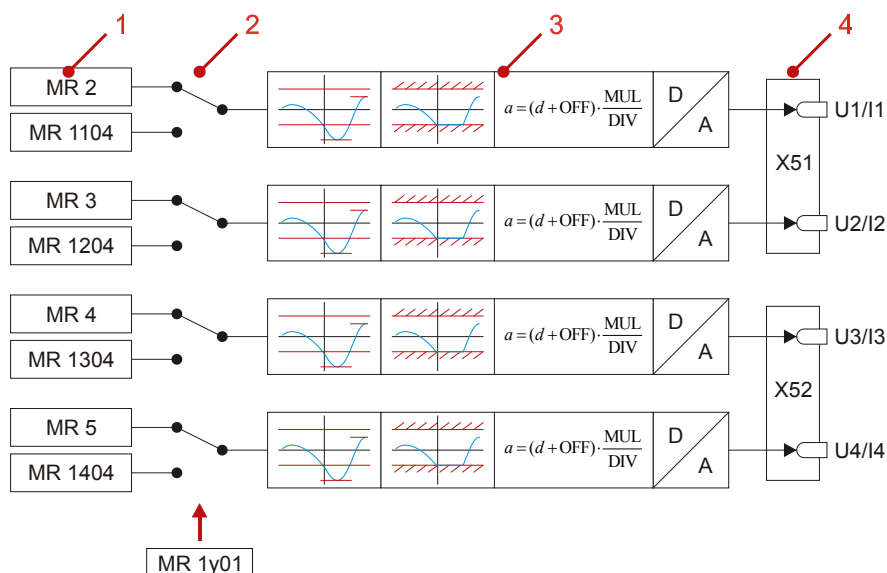 1 2 3 4
MR 2
MR 1104
a = (d + OFF) · MUL / DIV
D / A
U1/I1
X51
MR 3
MR 1204
a = (d + OFF) · MUL / DIV
D / A
U2/I2
MR 4
MR 1304
a = (d + OFF) · MUL / DIV
D / A
U3/I3
X52
MR 5
MR 1404
a = (d + OFF) · MUL / DIV
D / A
U4/I4
MR 1y01